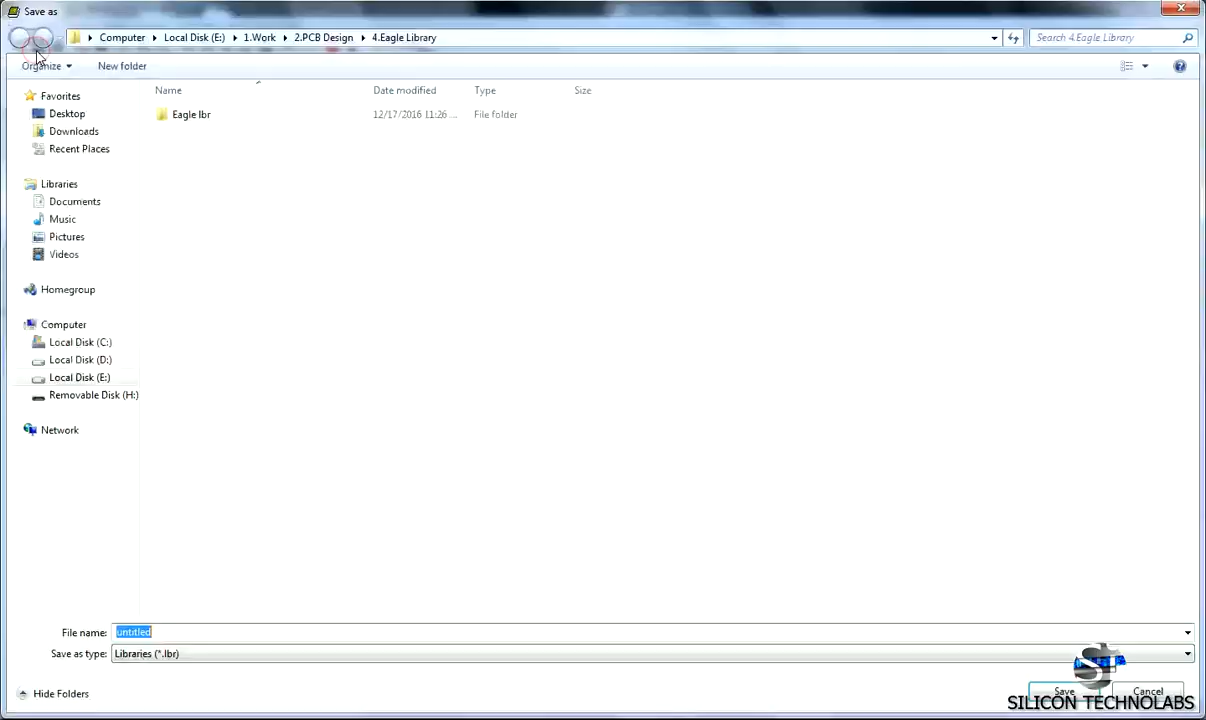 Save as
Computer Local Disk (E:) 1.Work 2.PCB Design 4.Eagle Library
Search 4.Eagle Library
Organize New folder
Name Date modified Type Size
Eagle lbr 12/17/2016 11:26 ... File folder
Favorites
Desktop
Downloads
Recent Places
Libraries
Documents
Music
Pictures
Videos
Homegroup
Computer
Local Disk (C:)
Local Disk (D:)
Local Disk (E:)
Removable Disk (H:)
Network
File name: untitled
Save as type: Libraries (*.lbr)
Hide Folders
Save Cancel
ST
SILICON TECHNOLABS